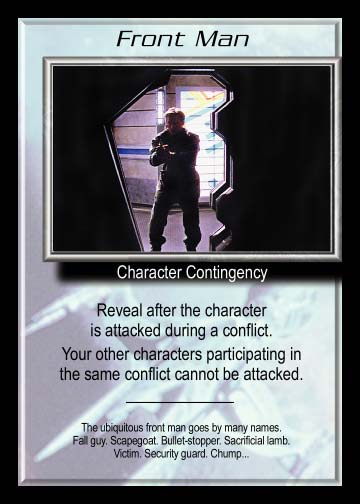 Front Man
Character Contingency
Reveal after the character
is attacked during a conflict.
Your other characters participating in
the same conflict cannot be attacked.
The ubiquitous front man goes by many names.
Fall guy. Scapegoat. Bullet-stopper. Sacrificial lamb.
Victim. Security guard. Chump...